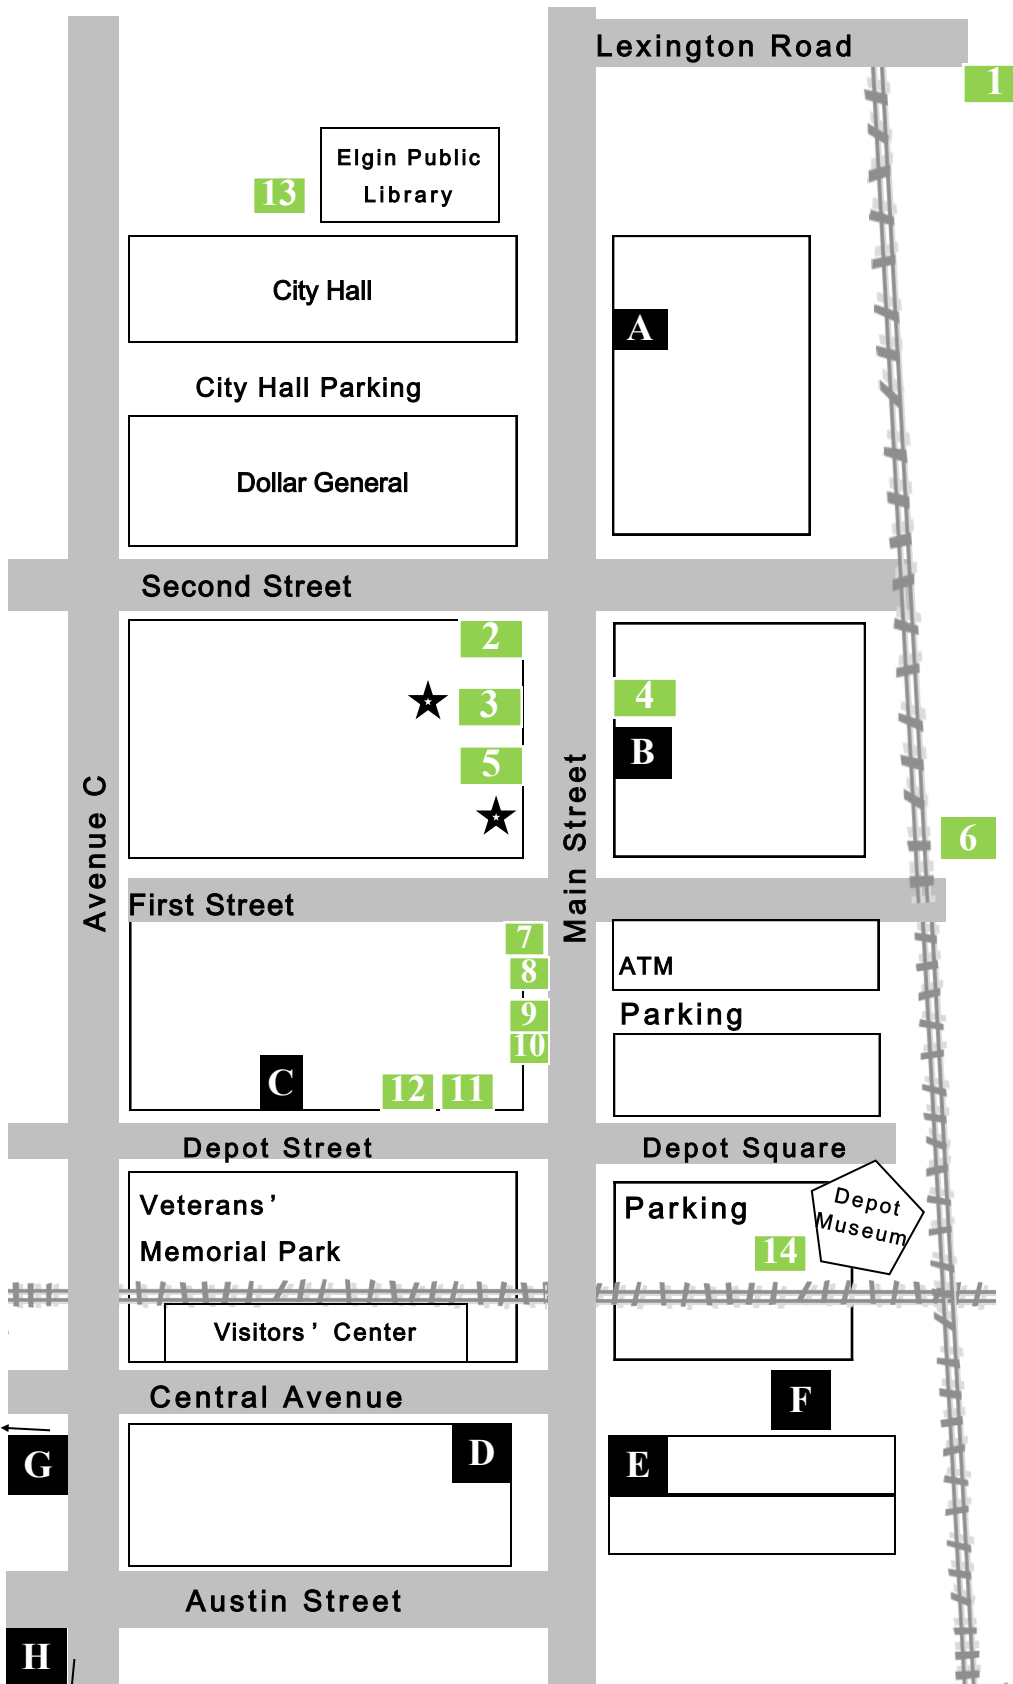 Lexington Road
1
Elgin Public
Library
13
City Hall
A
City Hall Parking
Dollar General
Second Street
2
3
4
5
B
Avenue C
Main Street
6
First Street
7
8
ATM
9
Parking
10
C
12
11
Depot Street
Depot Square
Veterans’
Memorial Park
Parking
Depot
Museum
14
Visitors’ Center
Central Avenue
F
G
D
E
Austin Street
H